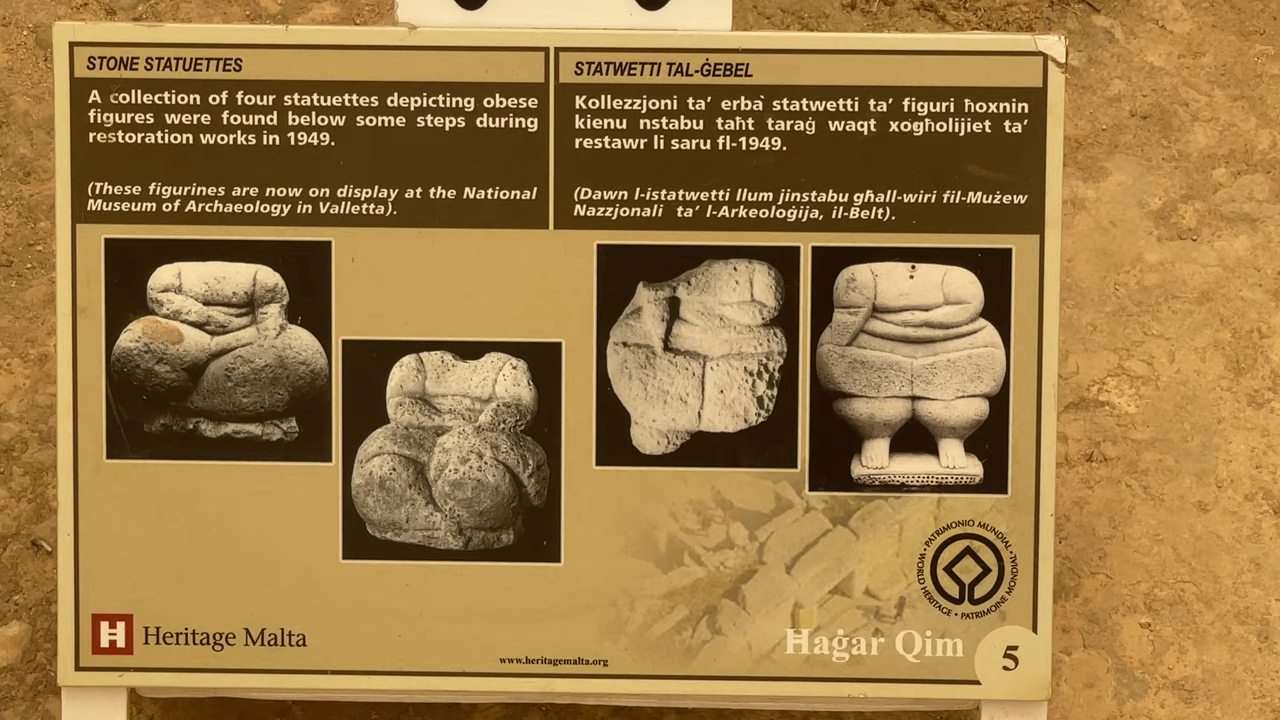 STONE STATUETTES
A collection of four statuettes depicting obese
figures were found below some steps during
restoration works in 1949.
(These figurines are now on display at the National
Museum of Archaeology in Valletta).
STATWETTI TAL-ĠEBEL
Kollezzjoni ta’ erba` statwetti ta’ figuri ħoxnin
kienu nstabu taħt taraġ waqt xogħolijiet ta’
restawr li saru fl-1949.
(Dawn l-istatwetti llum jinstabu għall-wiri fil-Mużew
Nazzjonali ta’ l-Arkeoloġija, il-Belt).
WORLD HERITAGE • PATRIMONIO MUNDIAL • PATRIMOINE MONDIAL •
H Heritage Malta
www.heritagemalta.org
Ħaġar Qim
5